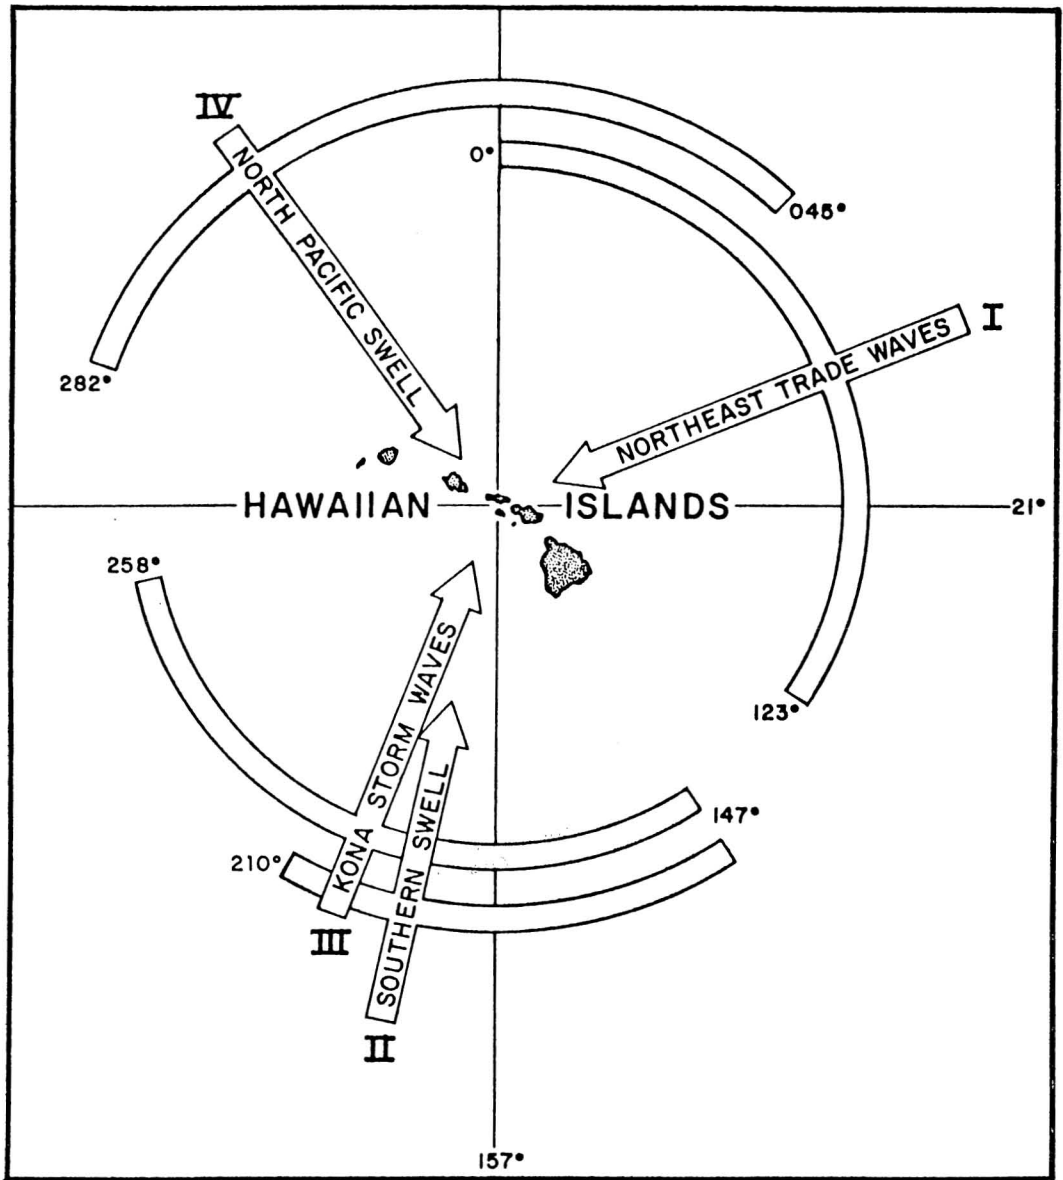 IV
0°
045°
NORTH PACIFIC SWELL
I
NORTHEAST TRADE WAVES
282°
HAWAIIAN ISLANDS
21°
258°
123°
KONA STORM WAVES
147°
SOUTHERN SWELL
210°
III
II
157°